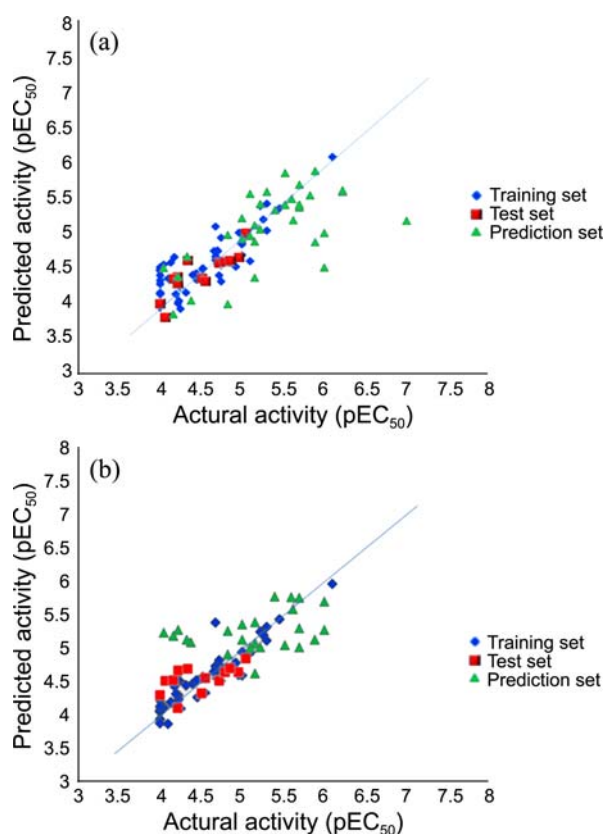 (a)
Predicted activity (pEC₅₀)
8
7.5
7
6.5
6
5.5
5
4.5
4
3.5
3
3 3.5 4 4.5 5 5.5 6 6.5 7 7.5 8
Actural activity (pEC₅₀)
Training set
Test set
Prediction set
(b)
Predicted activity (pEC₅₀)
8
7.5
7
6.5
6
5.5
5
4.5
4
3.5
3
3 3.5 4 4.5 5 5.5 6 6.5 7 7.5 8
Actural activity (pEC₅₀)
Training set
Test set
Prediction set